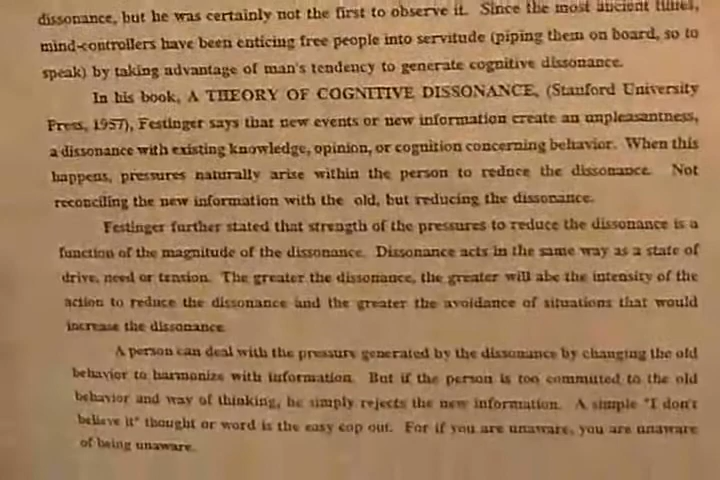 dissonance, but he was certainly not the first to observe it. Since the most ancient times,
mind-controllers have been enticing free people into servitude (piping them on board, so to
speak) by taking advantage of man's tendency to generate cognitive dissonance.
In his book, A THEORY OF COGNITIVE DISSONANCE, (Stanford University
Press, 1957), Festinger says that new events or new information create an unpleasantness,
a dissonance with existing knowledge, opinion, or cognition concerning behavior. When this
happens, pressures naturally arise within the person to reduce the dissonance. Not
reconciling the new information with the old, but reducing the dissonance.
Festinger further stated that strength of the pressures to reduce the dissonance is a
function of the magnitude of the dissonance. Dissonance acts in the same way as a state of
drive, need or tension. The greater the dissonance, the greater will abe the intensity of the
action to reduce the dissonance and the greater the avoidance of situations that would
increase the dissonance.
A person can deal with the pressure generated by the dissonance by changing the old
behavior to harmonize with information. But if the person is too committed to the old
behavior and way of thinking, he simply rejects the new information. A simple "I don't
believe it" thought or word is the easy cop out. For if you are unaware, you are unaware
of being unaware.